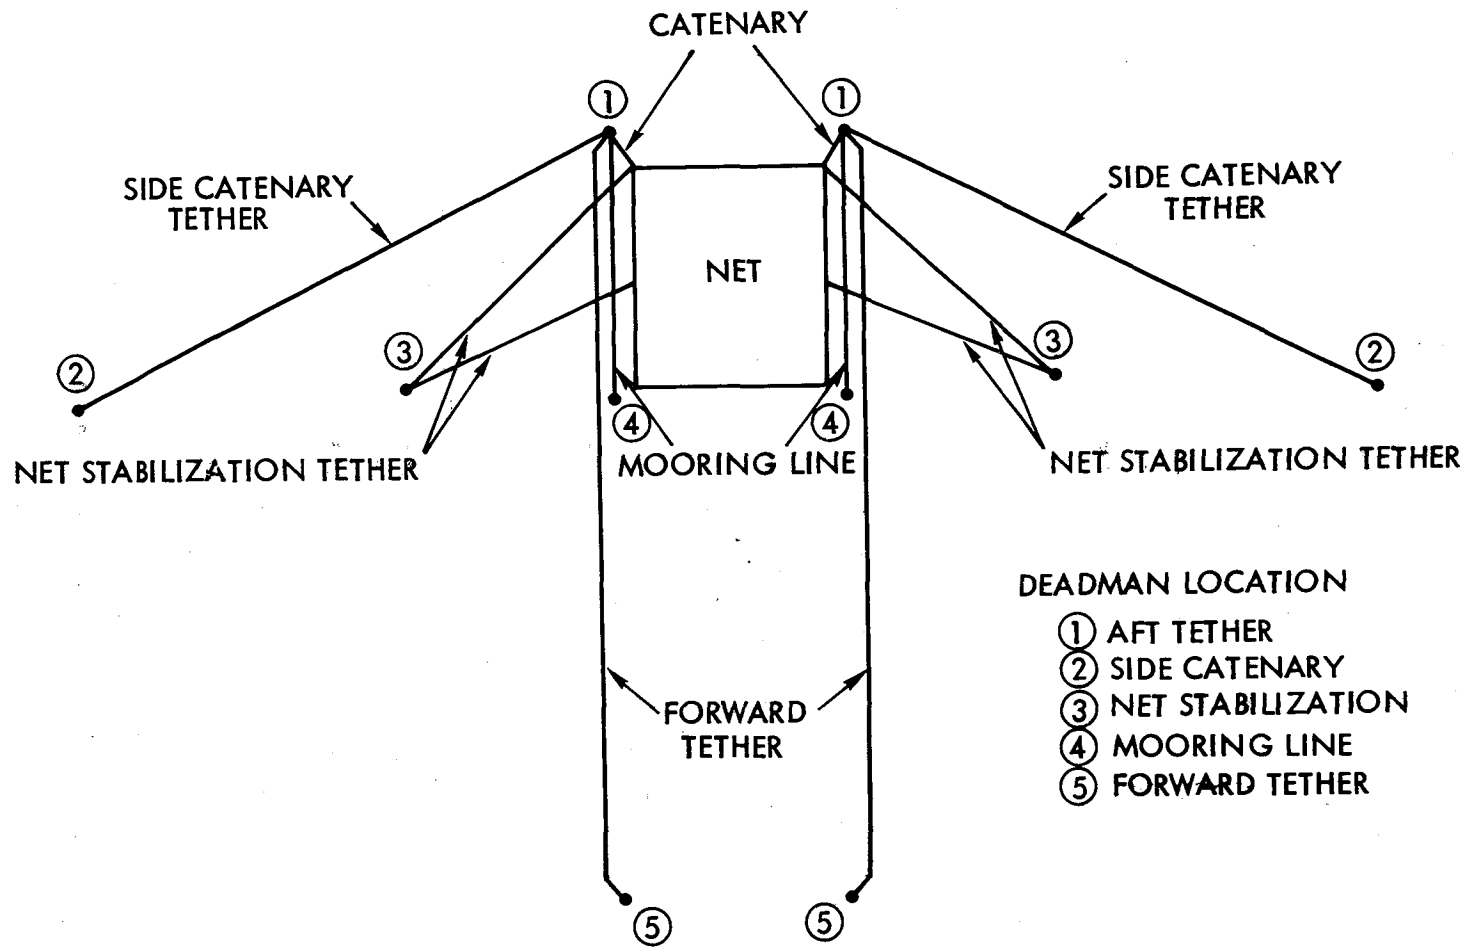 CATENARY
① ①
SIDE CATENARY
TETHER
SIDE CATENARY
TETHER
NET
③ ③
② ②
④ ④
NET STABILIZATION TETHER
MOORING LINE
NET STABILIZATION TETHER
DEADMAN LOCATION
① AFT TETHER
② SIDE CATENARY
③ NET STABILIZATION
④ MOORING LINE
⑤ FORWARD TETHER
FORWARD
TETHER
⑤ ⑤